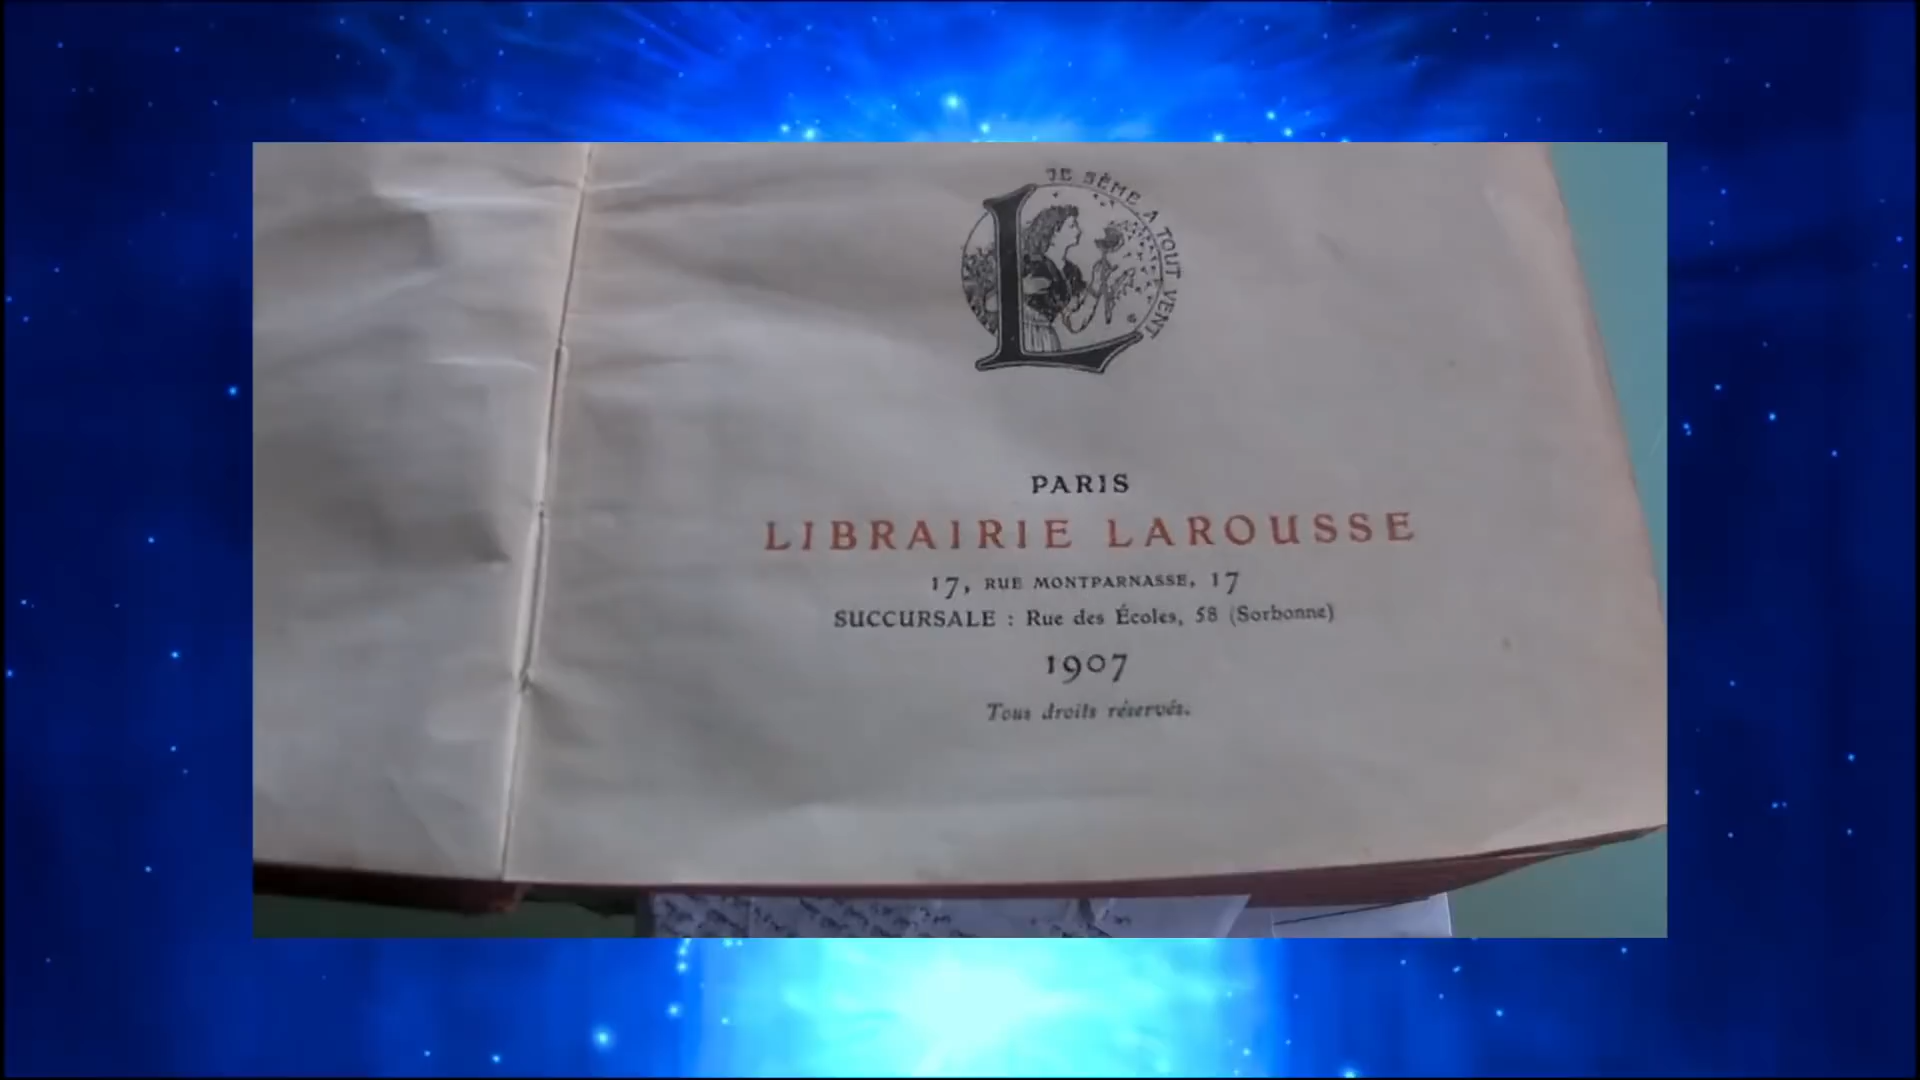 JE SÈME A TOUT VENT
L
PARIS
LIBRAIRIE LAROUSSE
17, RUE MONTPARNASSE, 17
SUCCURSALE : Rue des Écoles, 58 (Sorbonne)
1907
Tous droits réservés.